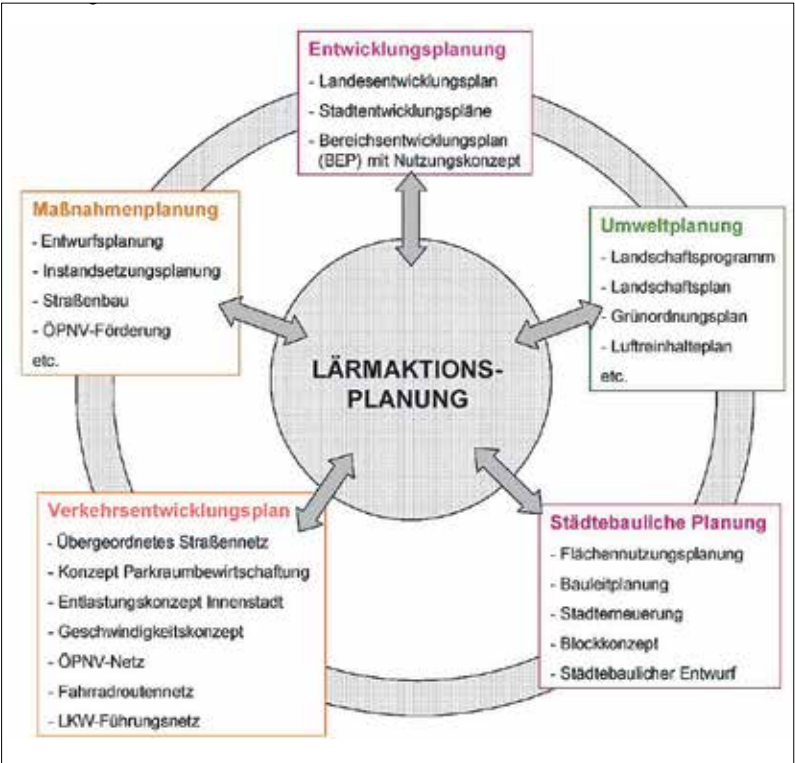 Entwicklungsplanung
- Landesentwicklungsplan
- Stadtentwicklungspläne
- Bereichsentwicklungsplan
(BEP) mit Nutzungskonzept
Maßnahmenplanung
- Entwurfsplanung
- Instandsetzungsplanung
- Straßenbau
- ÖPNV-Förderung
etc.
Umweltplanung
- Landschaftsprogramm
- Landschaftsplan
- Grünordnungsplan
- Luftreinhalteplan
etc.
LÄRMAKTIONS-
PLANUNG
Verkehrsentwicklungsplan
- Übergeordnetes Straßennetz
- Konzept Parkraumbewirtschaftung
- Entlastungskonzept Innenstadt
- Geschwindigkeitskonzept
- ÖPNV-Netz
- Fahrradroutennetz
- LKW-Führungsnetz
Städtebauliche Planung
- Flächennutzungsplanung
- Bauleitplanung
- Stadterneuerung
- Blockkonzept
- Städtebaulicher Entwurf